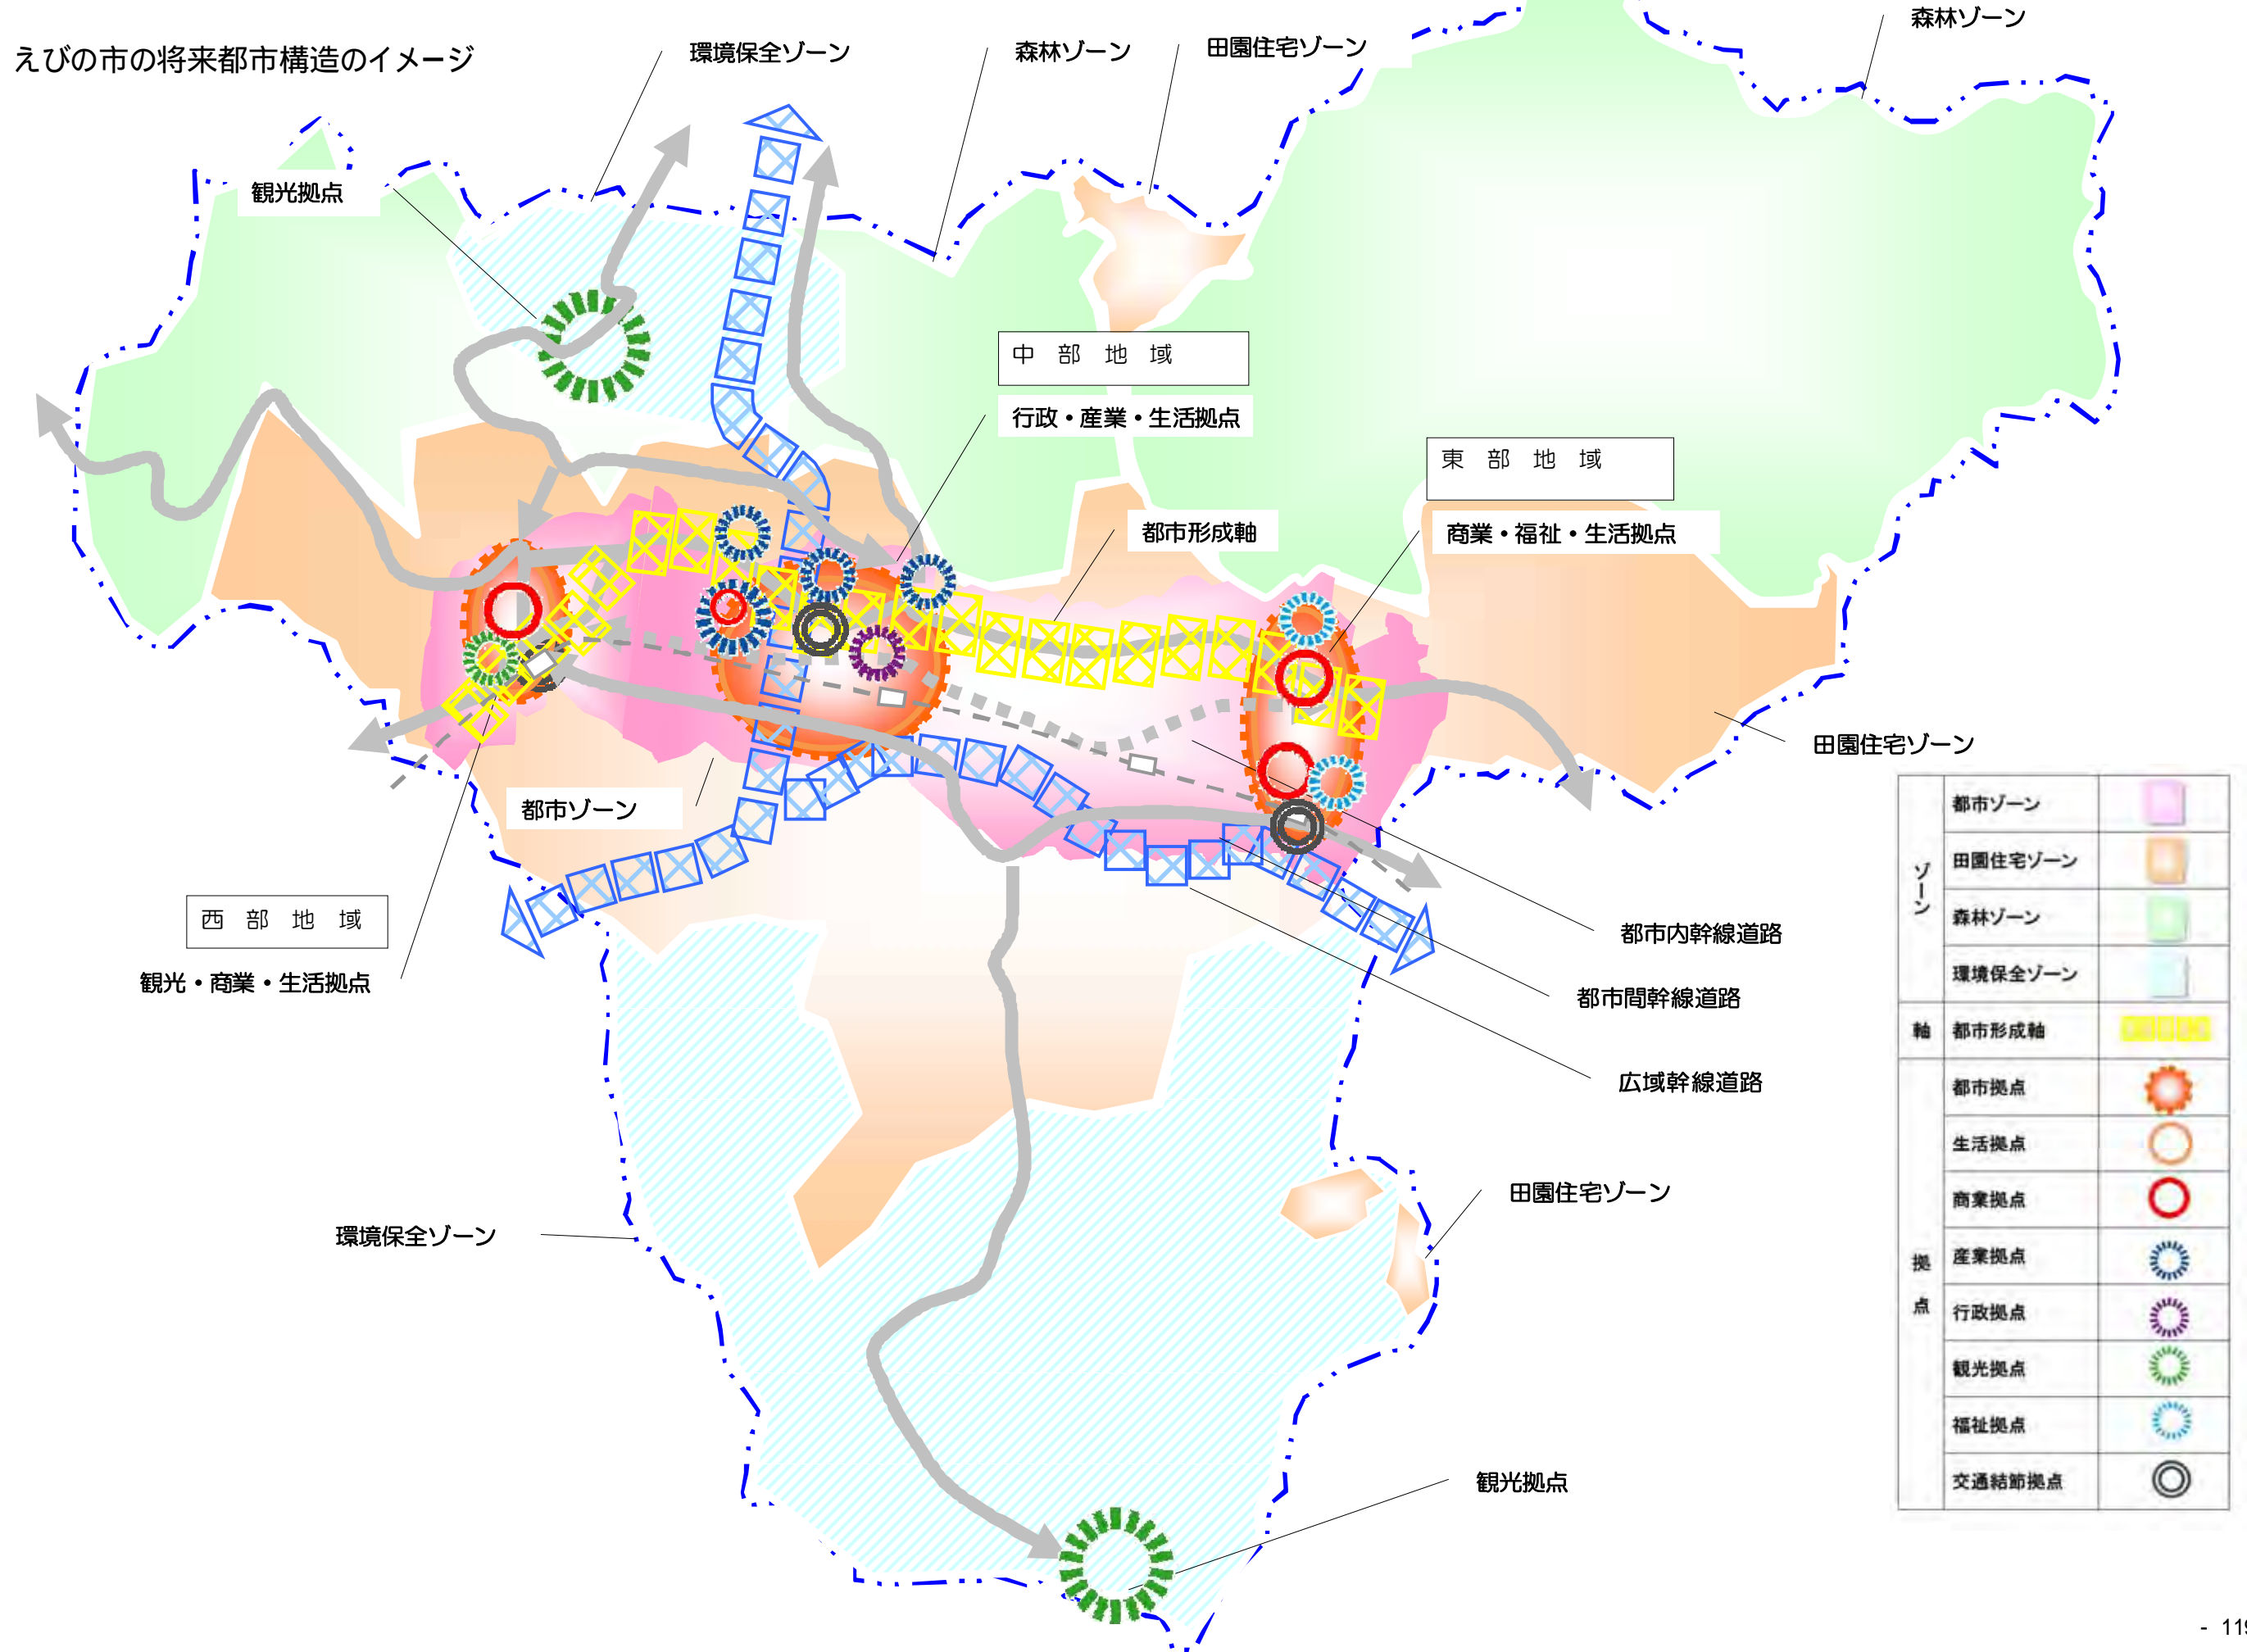 えびの市の将来都市構造のイメージ
環境保全ゾーン
森林ゾーン
田園住宅ゾーン
森林ゾーン
観光拠点
中部地域
行政・産業・生活拠点
東部地域
都市形成軸
商業・福祉・生活拠点
田園住宅ゾーン
都市ゾーン
西部地域
観光・商業・生活拠点
都市内幹線道路
都市間幹線道路
広域幹線道路
田園住宅ゾーン
環境保全ゾーン
観光拠点
ゾーン
都市ゾーン
田園住宅ゾーン
森林ゾーン
環境保全ゾーン
軸
都市形成軸
拠点
都市拠点
生活拠点
商業拠点
産業拠点
行政拠点
観光拠点
福祉拠点
交通結節拠点
- 119